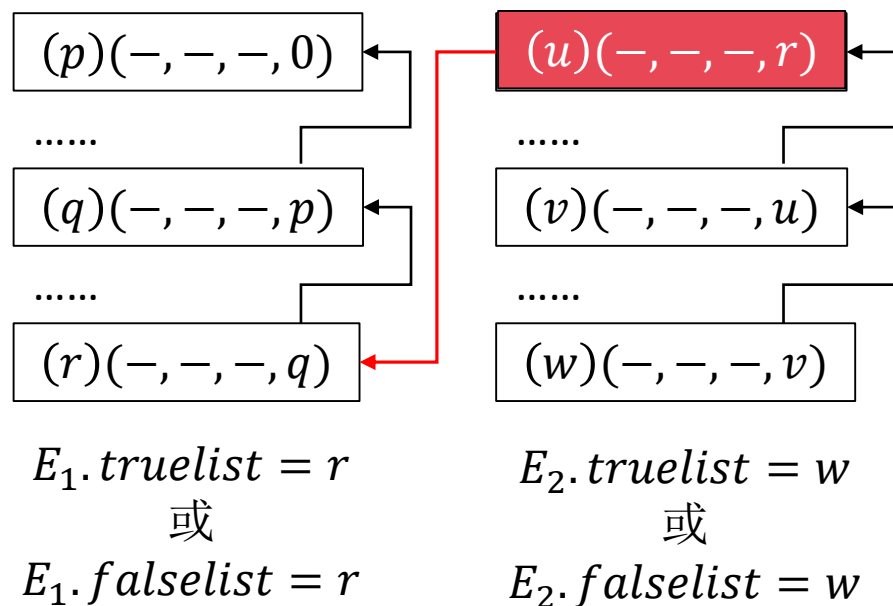 (p)(−, −, −, 0)
……
(q)(−, −, −, p)
……
(r)(−, −, −, q)
E₁.truelist = r
或
E₁.falselist = r
(u)(−, −, −, r)
……
(v)(−, −, −, u)
……
(w)(−, −, −, v)
E₂.truelist = w
或
E₂.falselist = w